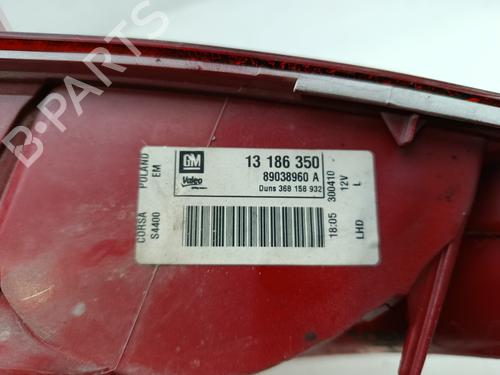 GM
13 186 350
Valeo
89038960 A
Duns 368 158 932
CORSA POLAND
S4400 EM
18:05 300410
LHD 12V L
B-PARTS